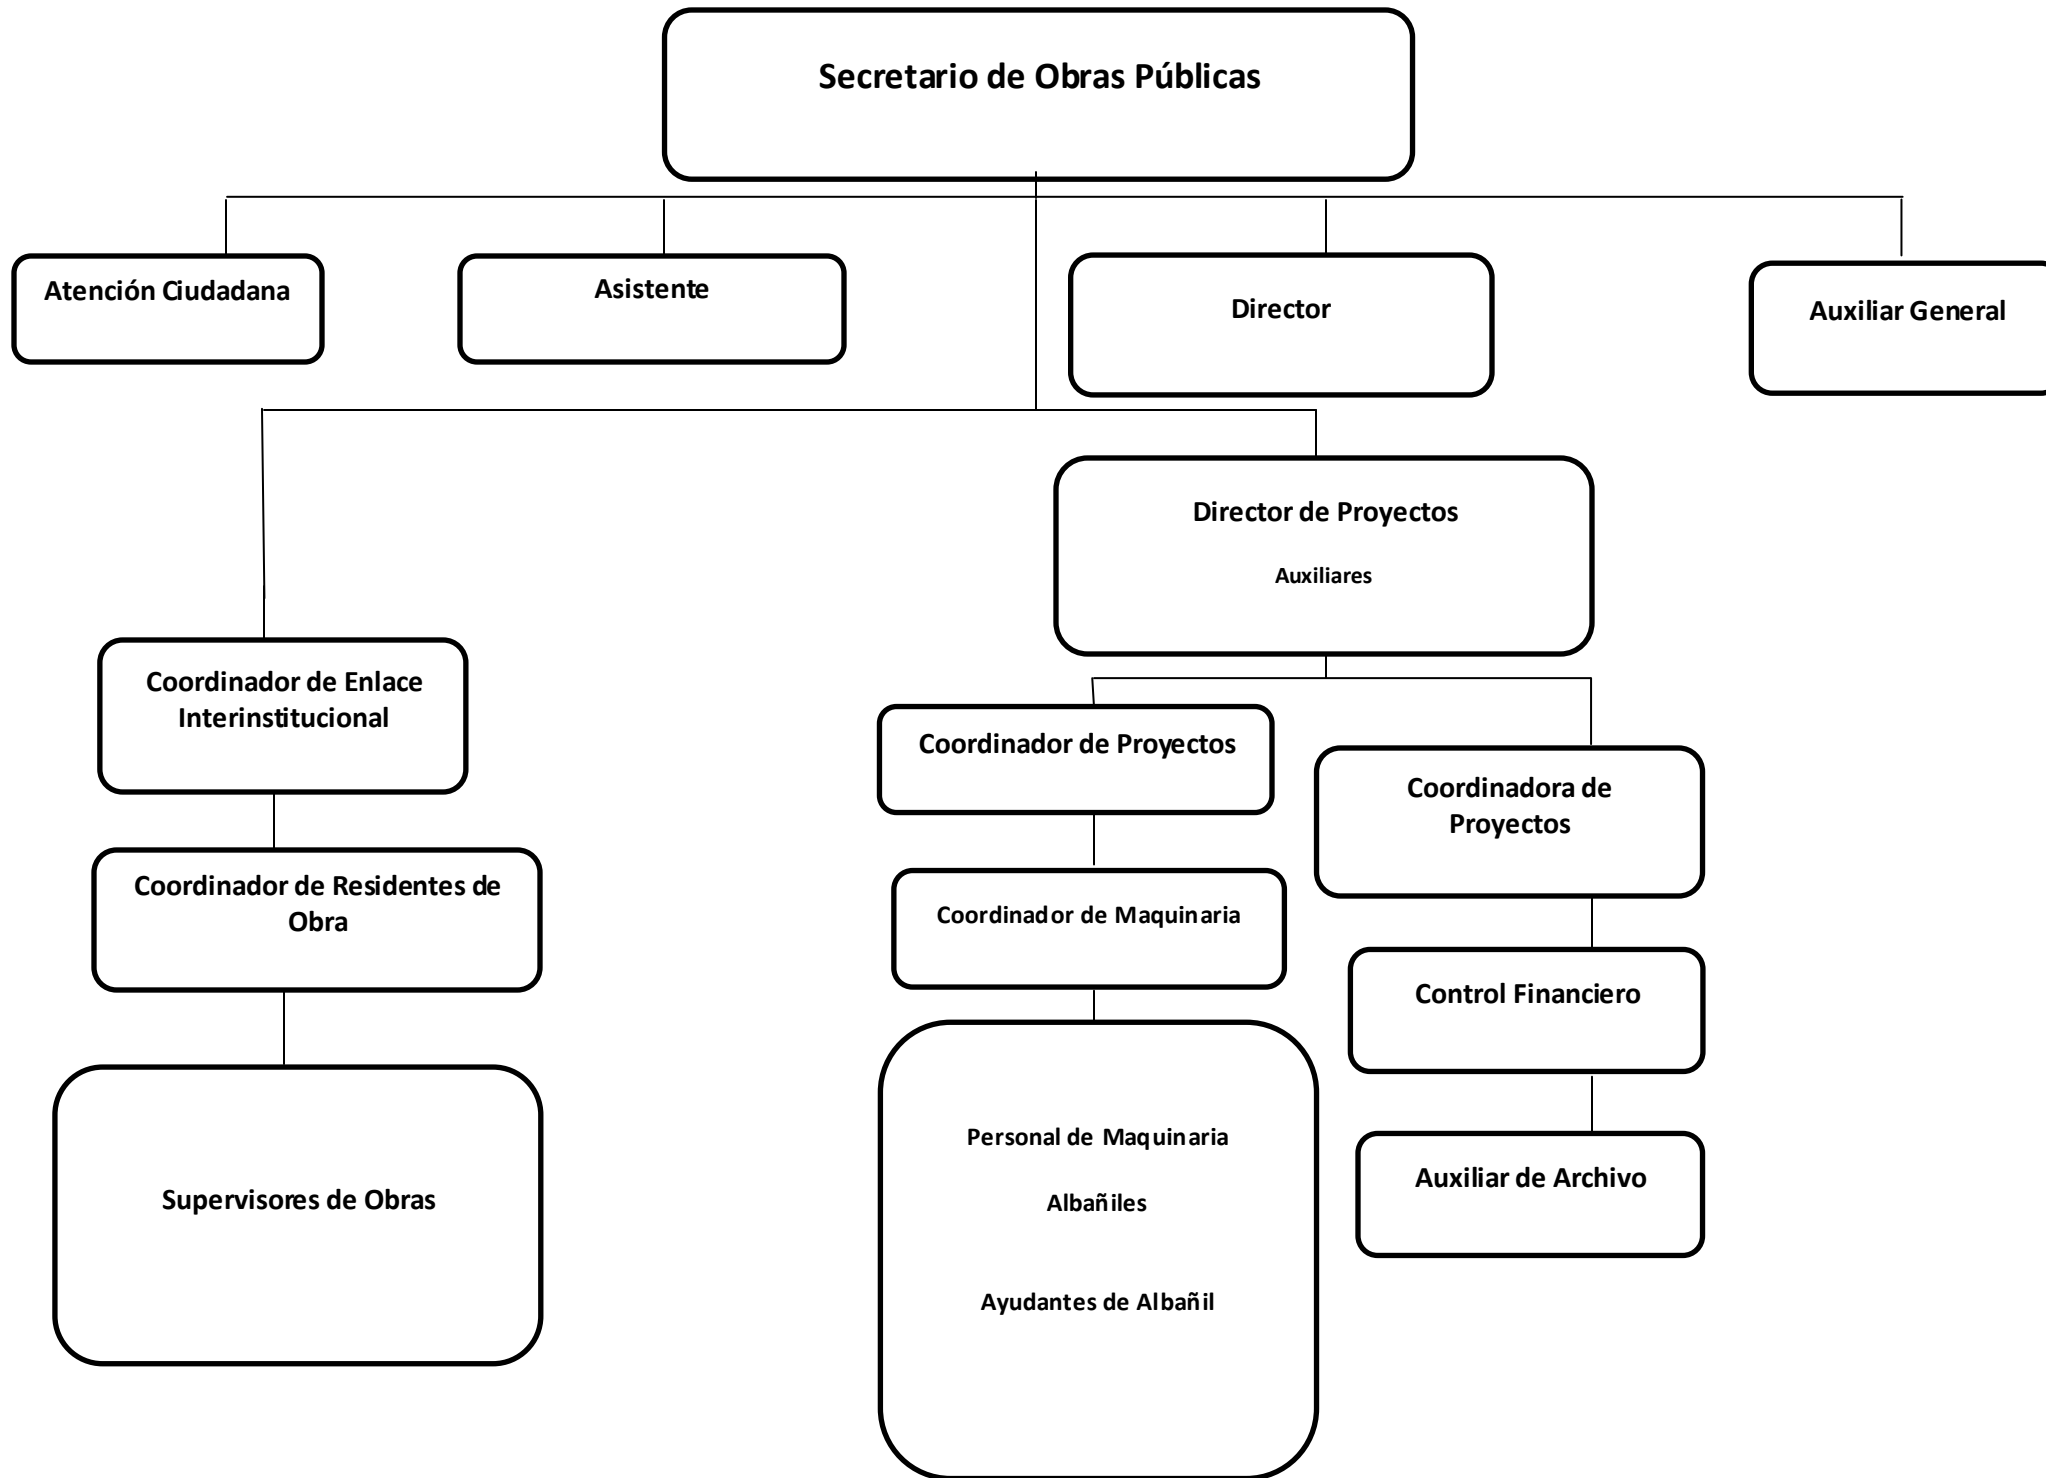 Secretario de Obras Públicas
Atención Ciudadana
Asistente
Director
Auxiliar General
Director de Proyectos
Auxiliares
Coordinador de Enlace
Interinstitucional
Coordinador de Proyectos
Coordinadora de
Proyectos
Coordinador de Residentes de
Obra
Coordinador de Maquinaria
Control Financiero
Personal de Maquinaria
Albañiles
Ayudantes de Albañil
Auxiliar de Archivo
Supervisores de Obras